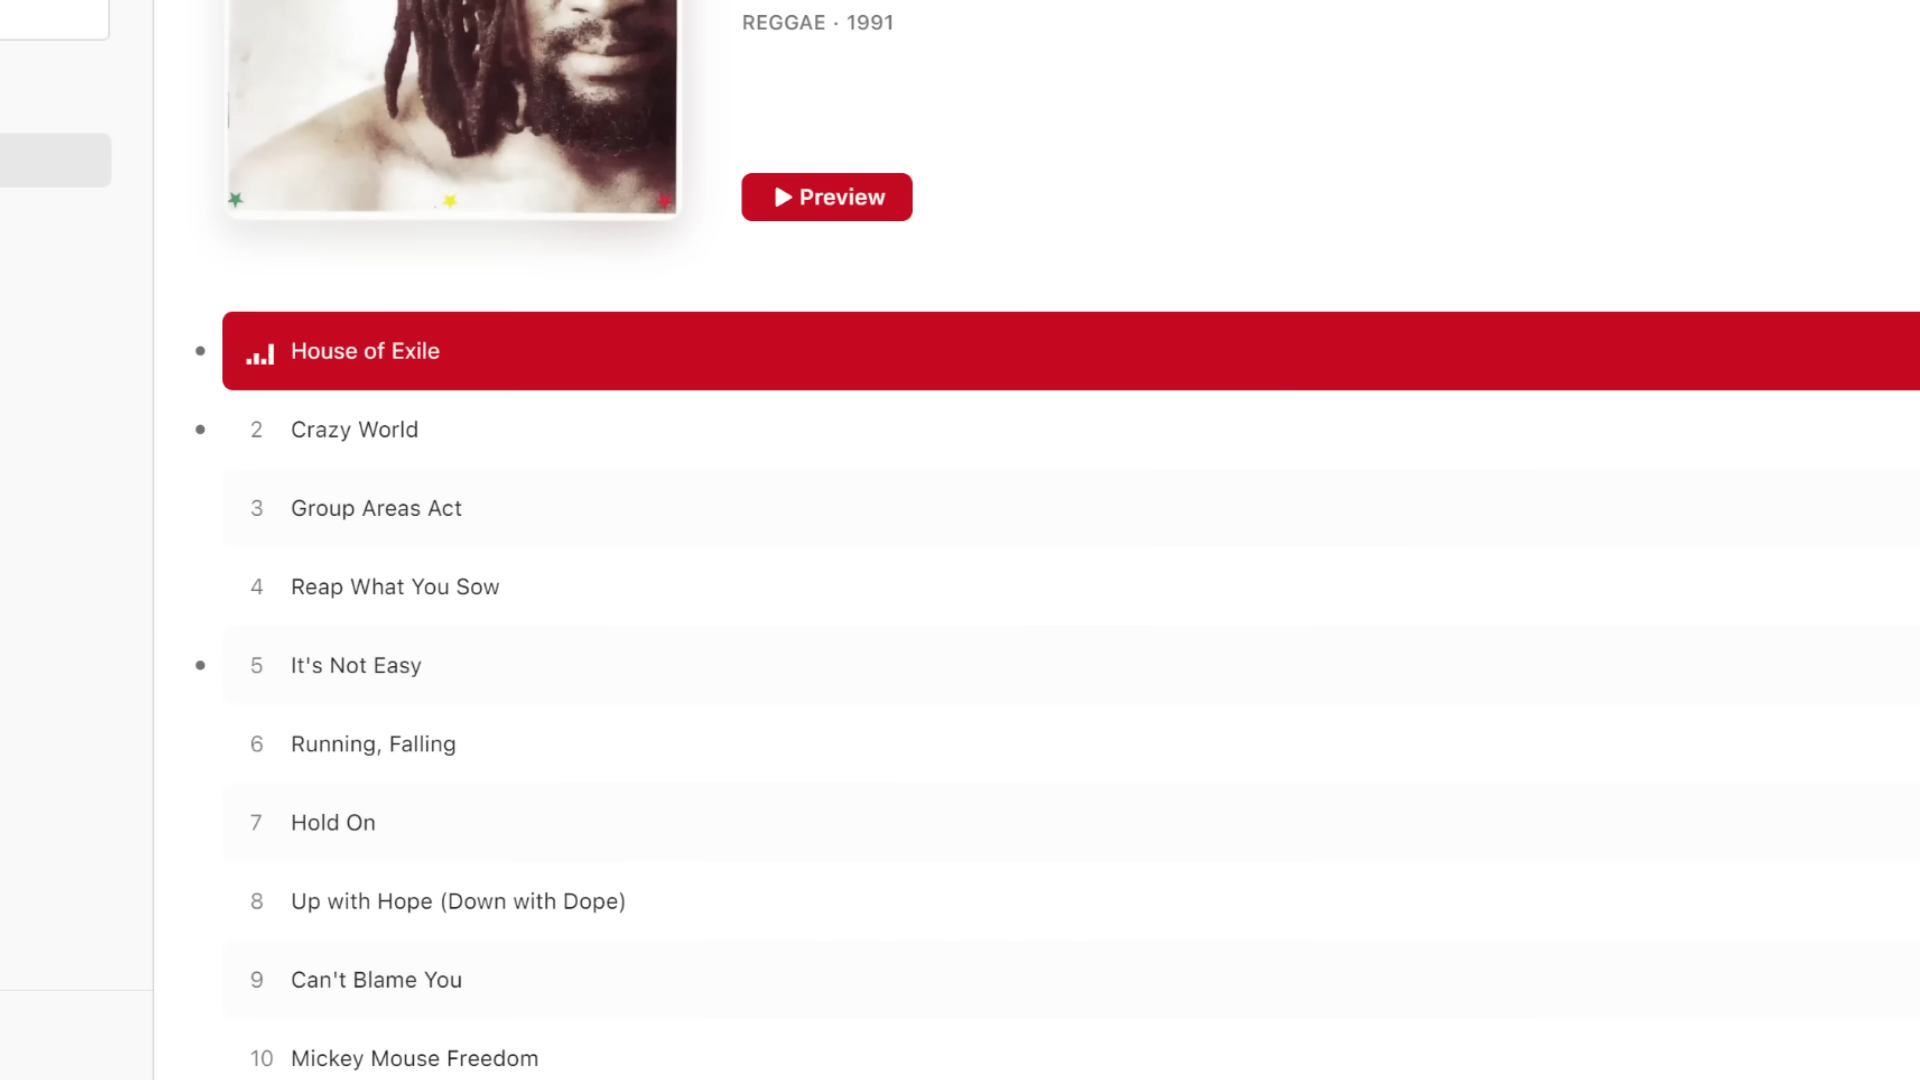 REGGAE · 1991
Preview
House of Exile
2 Crazy World
3 Group Areas Act
4 Reap What You Sow
5 It's Not Easy
6 Running, Falling
7 Hold On
8 Up with Hope (Down with Dope)
9 Can't Blame You
10 Mickey Mouse Freedom